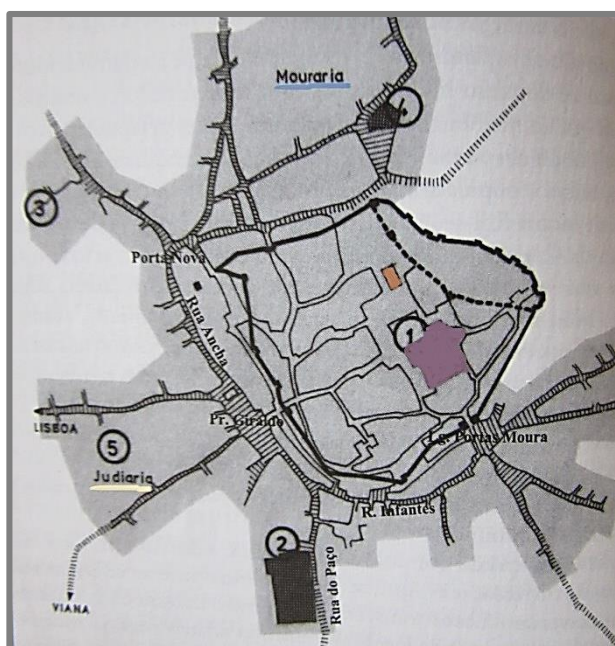 Mouraria
4
3
Porta Nova
Rua Ancha
1
LISBOA
Pr. Giraldo
Lg. Portas Moura
5
Judiaria
R. Infantes
2
Rua do Paço
VIANA